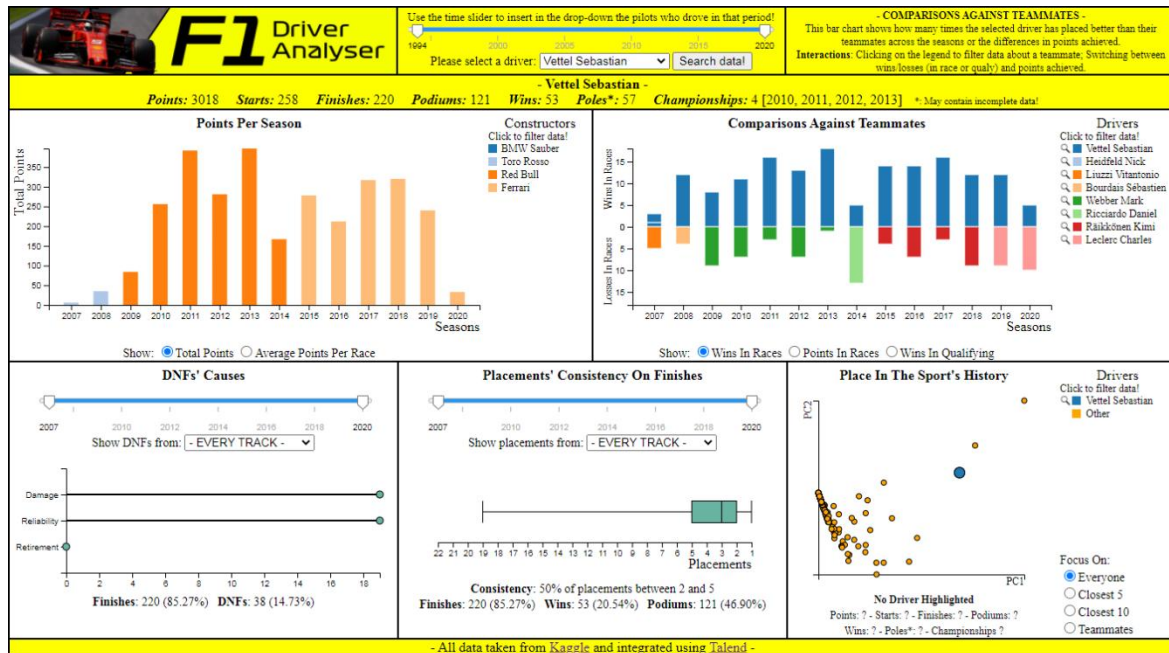 F1 Driver
Analyser
Use the time slider to insert in the drop-down the pilots who drove in that period!
1994 2000 2005 2010 2015 2020
Please select a driver: Vettel Sebastian Search data!
- COMPARISONS AGAINST TEAMMATES -
This bar chart shows how many times the selected driver has placed better than their
teammates across the seasons or the differences in points achieved.
Interactions: Clicking on the legend to filter data about a teammate; Switching between
wins/losses (in race or qualy) and points achieved.
- Vettel Sebastian -
Points: 3018 Starts: 258 Finishes: 220 Podiums: 121 Wins: 53 Poles*: 57 Championships: 4 [2010, 2011, 2012, 2013] *: May contain incomplete data!
Points Per Season
Constructors
Click to filter data!
BMW Sauber
Toro Rosso
Red Bull
Ferrari
Total Points
350
300
250
200
150
100
50
0
2007 2008 2009 2010 2011 2012 2013 2014 2015 2016 2017 2018 2019 2020
Seasons
Show: Total Points Average Points Per Race
Comparisons Against Teammates
Drivers
Click to filter data!
Vettel Sebastian
Heidfeld Nick
Liuzzi Vitantonio
Bourdais Sébastien
Webber Mark
Ricciardo Daniel
Räikkönen Kimi
Leclerc Charles
Wins In Races
Losses In Races
15
10
5
0
5
10
15
2007 2008 2009 2010 2011 2012 2013 2014 2015 2016 2017 2018 2019 2020
Seasons
Show: Wins In Races Points In Races Wins In Qualifying
DNFs' Causes
2007 2010 2012 2014 2016 2018 2020
Show DNFs from: - EVERY TRACK -
Damage
Reliability
Retirement
0 2 4 6 8 10 12 14 16 18
Finishes: 220 (85.27%) DNFs: 38 (14.73%)
Placements' Consistency On Finishes
2007 2010 2012 2014 2016 2018 2020
Show placements from: - EVERY TRACK -
22 21 20 19 18 17 16 15 14 13 12 11 10 9 8 7 6 5 4 3 2 1
Placements
Consistency: 50% of placements between 2 and 5
Finishes: 220 (85.27%) Wins: 53 (20.54%) Podiums: 121 (46.90%)
Place In The Sport's History
Drivers
Click to filter data!
Vettel Sebastian
Other
PC2
PC1
No Driver Highlighted
Points: ? - Starts: ? - Finishes: ? - Podiums: ?
Wins: ? - Poles*: ? - Championships ?
Focus On:
Everyone
Closest 5
Closest 10
Teammates
- All data taken from Kaggle and integrated using Talend -